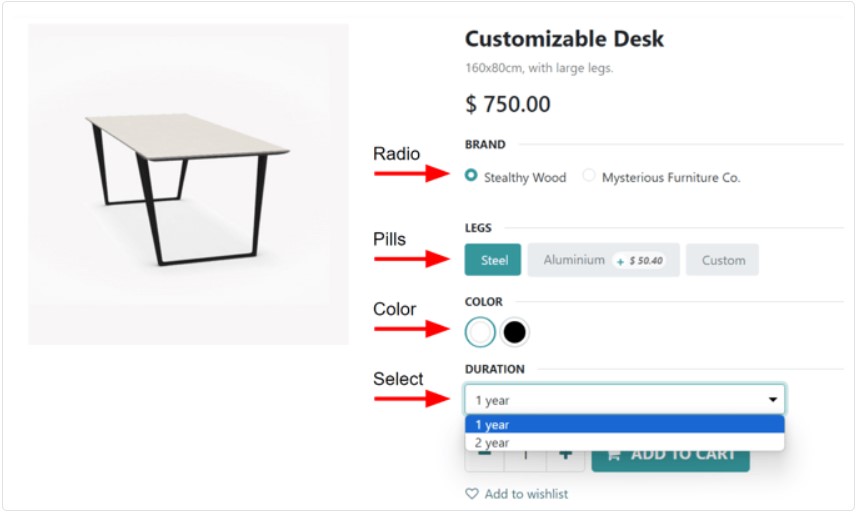 Customizable Desk
160x80cm, with large legs.
$ 750.00
BRAND
Radio
Stealthy Wood Mysterious Furniture Co.
LEGS
Pills
Steel Aluminium + $ 50.40 Custom
COLOR
Color
DURATION
Select
1 year
1 year
2 year
1 ADD TO CART
Add to wishlist